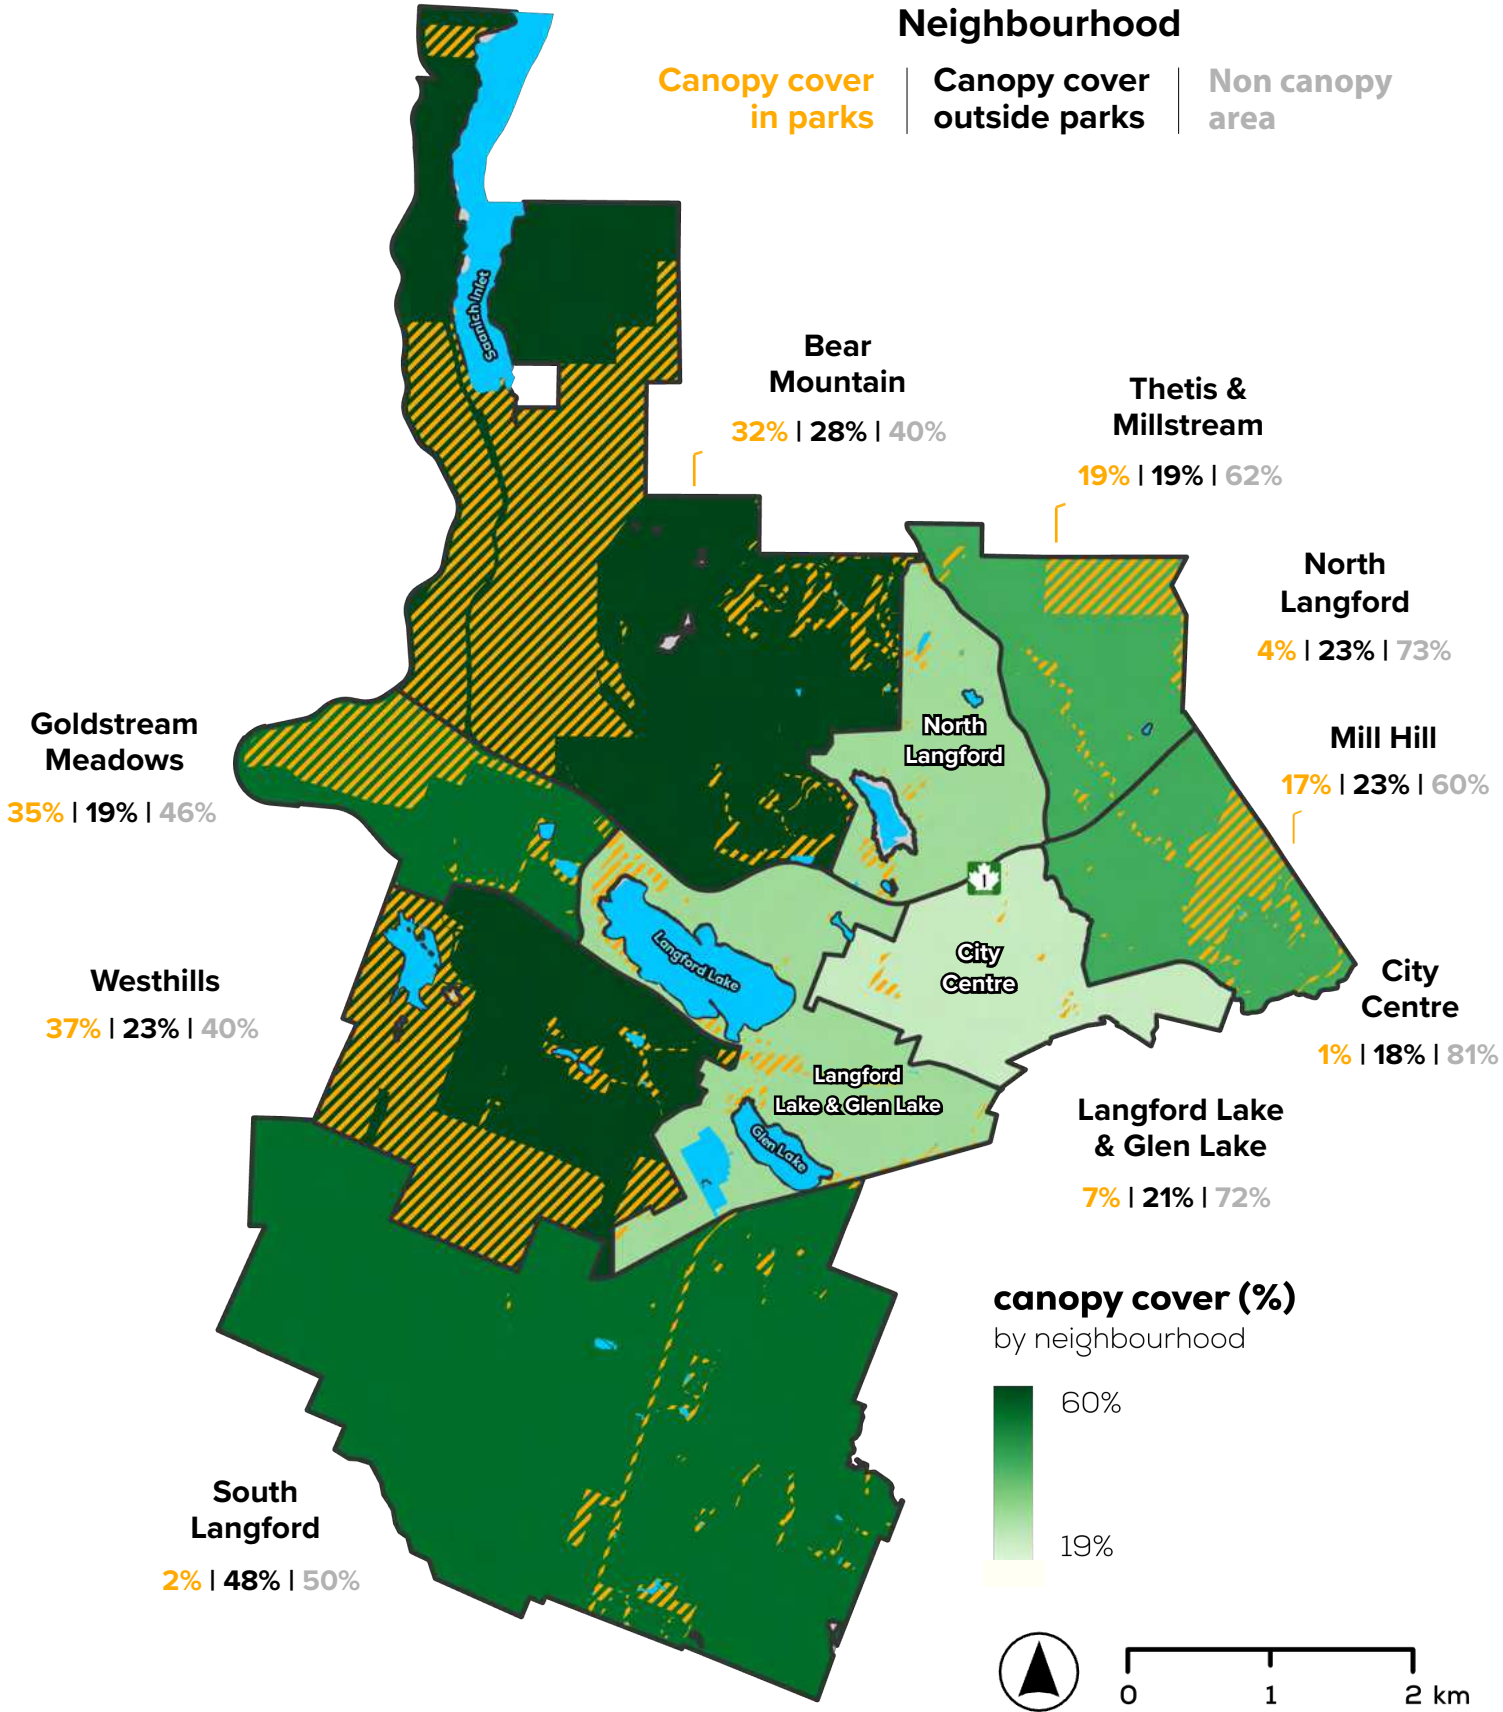 Neighbourhood
Canopy cover in parks | Canopy cover outside parks | Non canopy area
Saanich Inlet
Bear
Mountain
32% | 28% | 40%
Thetis &
Millstream
19% | 19% | 62%
North
Langford
4% | 23% | 73%
Goldstream
Meadows
35% | 19% | 46%
North
Langford
Mill Hill
17% | 23% | 60%
1
Langford Lake
City
Centre
Westhills
37% | 23% | 40%
City
Centre
1% | 18% | 81%
Langford
Lake & Glen Lake
Glen Lake
Langford Lake
& Glen Lake
7% | 21% | 72%
canopy cover (%)
by neighbourhood
60%
19%
South
Langford
2% | 48% | 50%
0 1 2 km